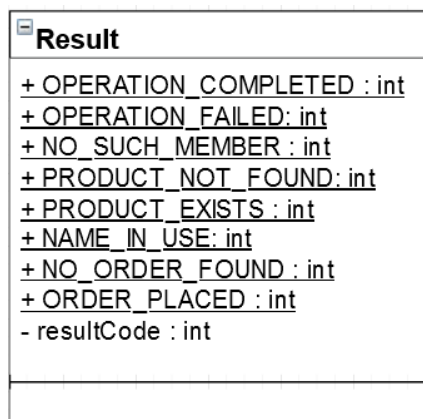 Result
+ OPERATION_COMPLETED : int
+ OPERATION_FAILED: int
+ NO_SUCH_MEMBER : int
+ PRODUCT_NOT_FOUND: int
+ PRODUCT_EXISTS : int
+ NAME_IN_USE: int
+ NO_ORDER_FOUND : int
+ ORDER_PLACED : int
- resultCode : int